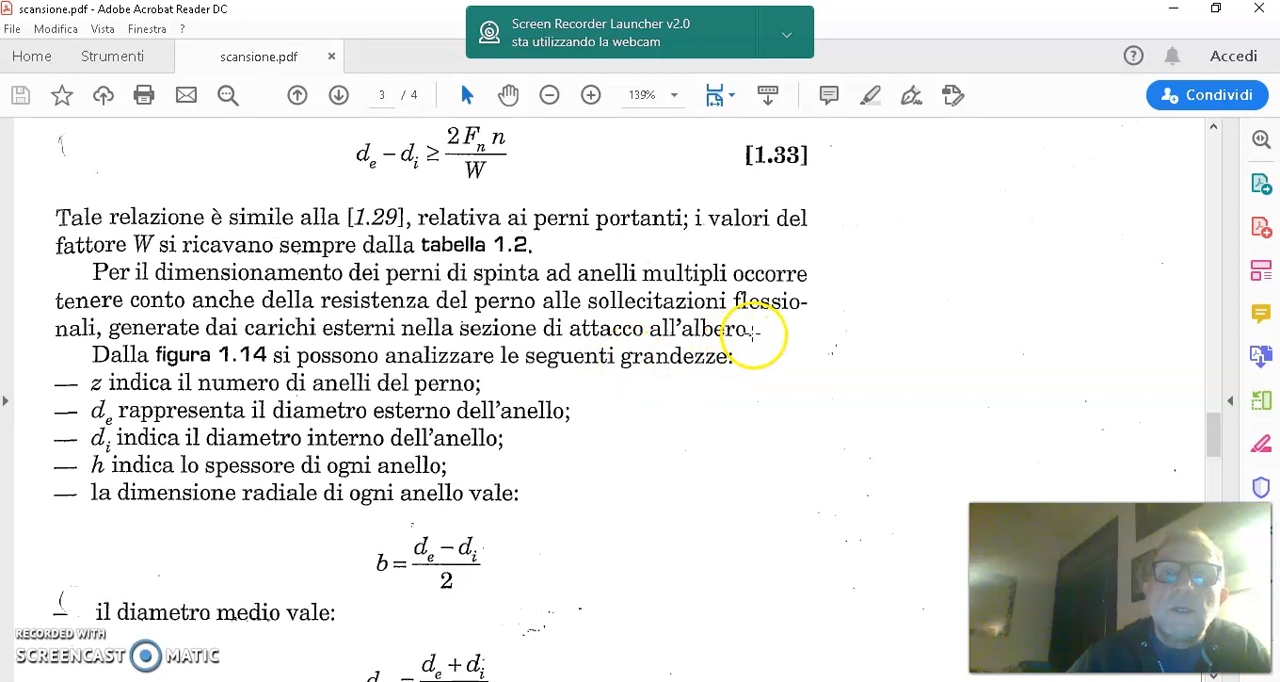 scansione.pdf - Adobe Acrobat Reader DC
File Modifica Vista Finestra ?
Screen Recorder Launcher v2.0
sta utilizzando la webcam
Home Strumenti scansione.pdf × Accedi
3 / 4 139% Condividi
d_e – d_i ≥ 2F_n n / W [1.33]
Tale relazione è simile alla [1.29], relativa ai perni portanti; i valori del
fattore W si ricavano sempre dalla tabella 1.2.
Per il dimensionamento dei perni di spinta ad anelli multipli occorre
tenere conto anche della resistenza del perno alle sollecitazioni flessio-
nali, generate dai carichi esterni nella sezione di attacco all'albero.
Dalla figura 1.14 si possono analizzare le seguenti grandezze:
— z indica il numero di anelli del perno;
— d_e rappresenta il diametro esterno dell'anello;
— d_i indica il diametro interno dell'anello;
— h indica lo spessore di ogni anello;
— la dimensione radiale di ogni anello vale:
b = d_e – d_i / 2
— il diametro medio vale:
d_e + d_i
RECORDED WITH
SCREENCAST MATIC